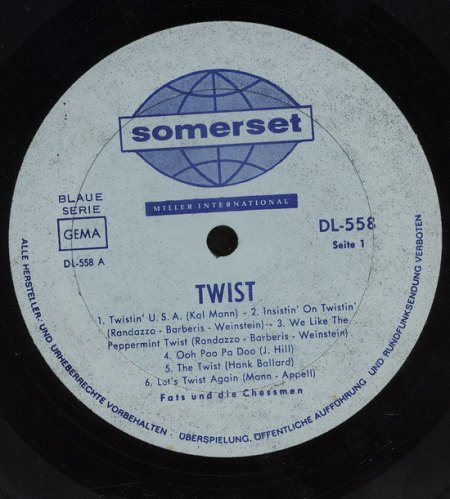 somerset
MILLER INTERNATIONAL
BLAUE
SERIE
GEMA
DL-558 A
DL-558
Seite 1
TWIST
1. Twistin' U.S.A. (Kal Mann) - 2. Insistin' On Twistin'
(Randazzo - Barberis - Weinstein) - 3. We Like The
Peppermint Twist (Randazzo - Barberis - Weinstein)
4. Ooh Poo Pa Doo (J. Hill)
5. The Twist (Hank Ballard)
6. Let's Twist Again (Mann - Appell)
Fats und die Chessmen
ALLE HERSTELLER- UND URHEBERRECHTE VORBEHALTEN · ÜBERSPIELUNG, ÖFFENTLICHE AUFFÜHRUNG UND RUNDFUNKSENDUNG VERBOTEN